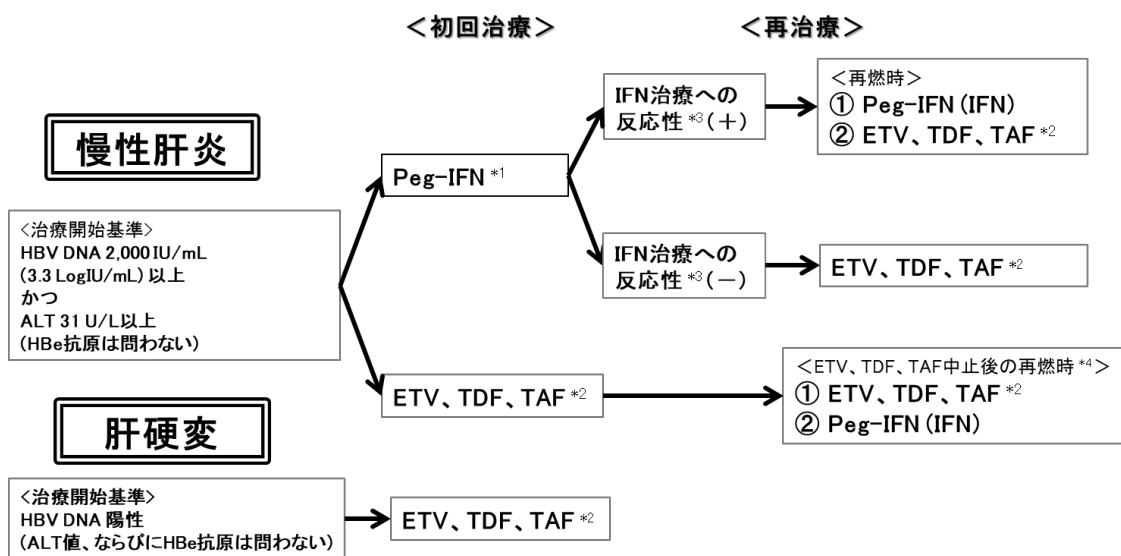 ＜初回治療＞
＜再治療＞
慢性肝炎
＜治療開始基準＞
HBV DNA 2,000 IU/mL
(3.3 LogIU/mL) 以上
かつ
ALT 31 U/L以上
(HBe抗原は問わない)
Peg-IFN *1
IFN治療への
反応性 *3(＋)
＜再燃時＞
① Peg-IFN (IFN)
② ETV、TDF、TAF *2
IFN治療への
反応性 *3(－)
ETV、TDF、TAF *2
ETV、TDF、TAF *2
＜ETV、TDF、TAF中止後の再燃時 *4＞
① ETV、TDF、TAF *2
② Peg-IFN (IFN)
肝硬変
＜治療開始基準＞
HBV DNA 陽性
(ALT値、ならびにHBe抗原は問わない)
ETV、TDF、TAF *2